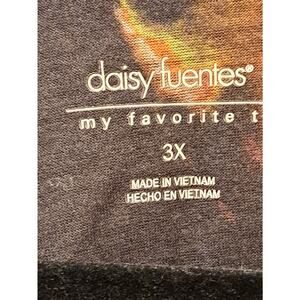 daisy fuentes®
my favorite t
3X
MADE IN VIETNAM
HECHO EN VIETNAM